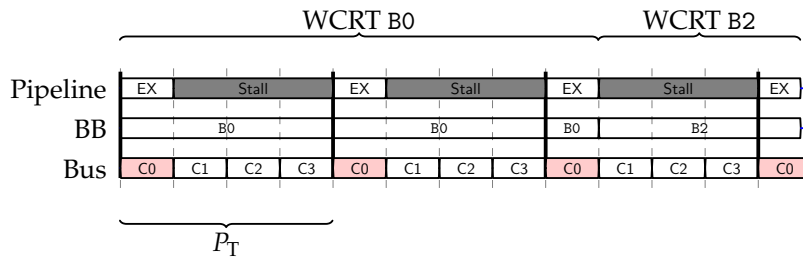 WCRT B0 WCRT B2
Pipeline EX Stall EX Stall EX Stall EX
BB B0 B0 B0 B2
Bus C0 C1 C2 C3 C0 C1 C2 C3 C0 C1 C2 C3 C0
P_T